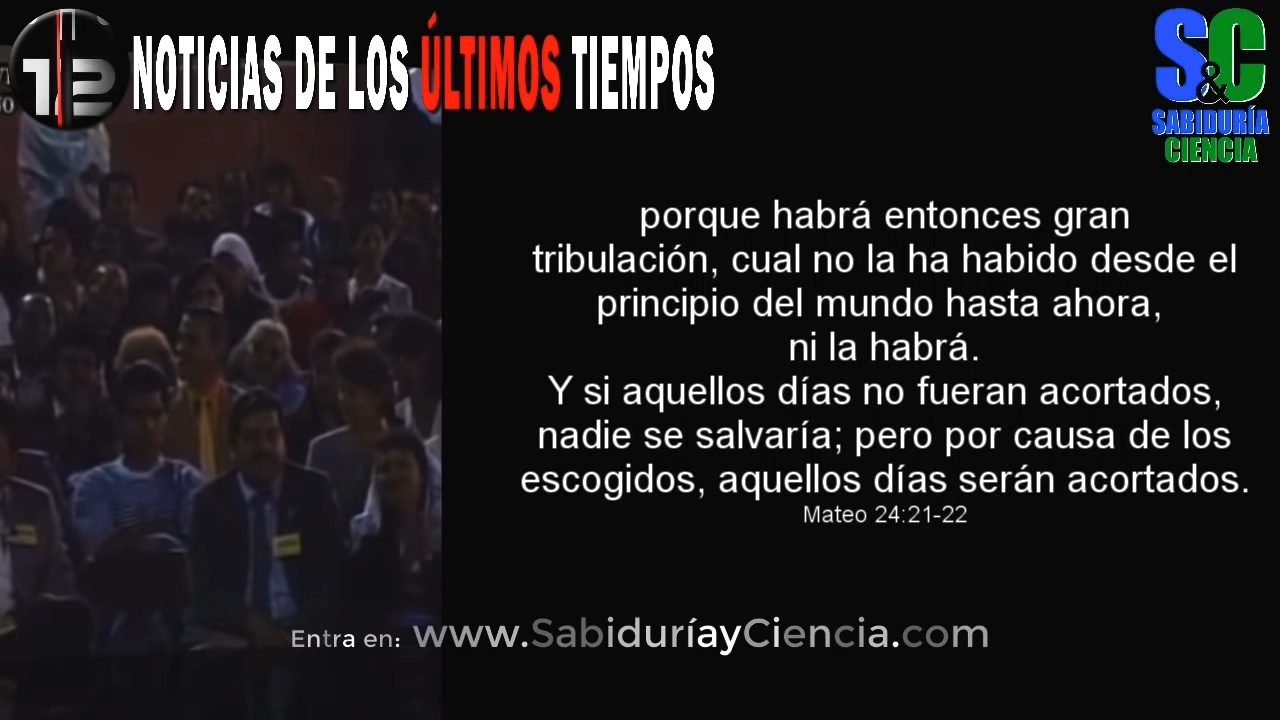 12
NOTICIAS DE LOS ÚLTIMOS TIEMPOS
S&C
SABIDURÍA
CIENCIA
porque habrá entonces gran
tribulación, cual no la ha habido desde el
principio del mundo hasta ahora,
ni la habrá.
Y si aquellos días no fueran acortados,
nadie se salvaría; pero por causa de los
escogidos, aquellos días serán acortados.
Mateo 24:21-22
Entra en: www.SabiduríayCiencia.com